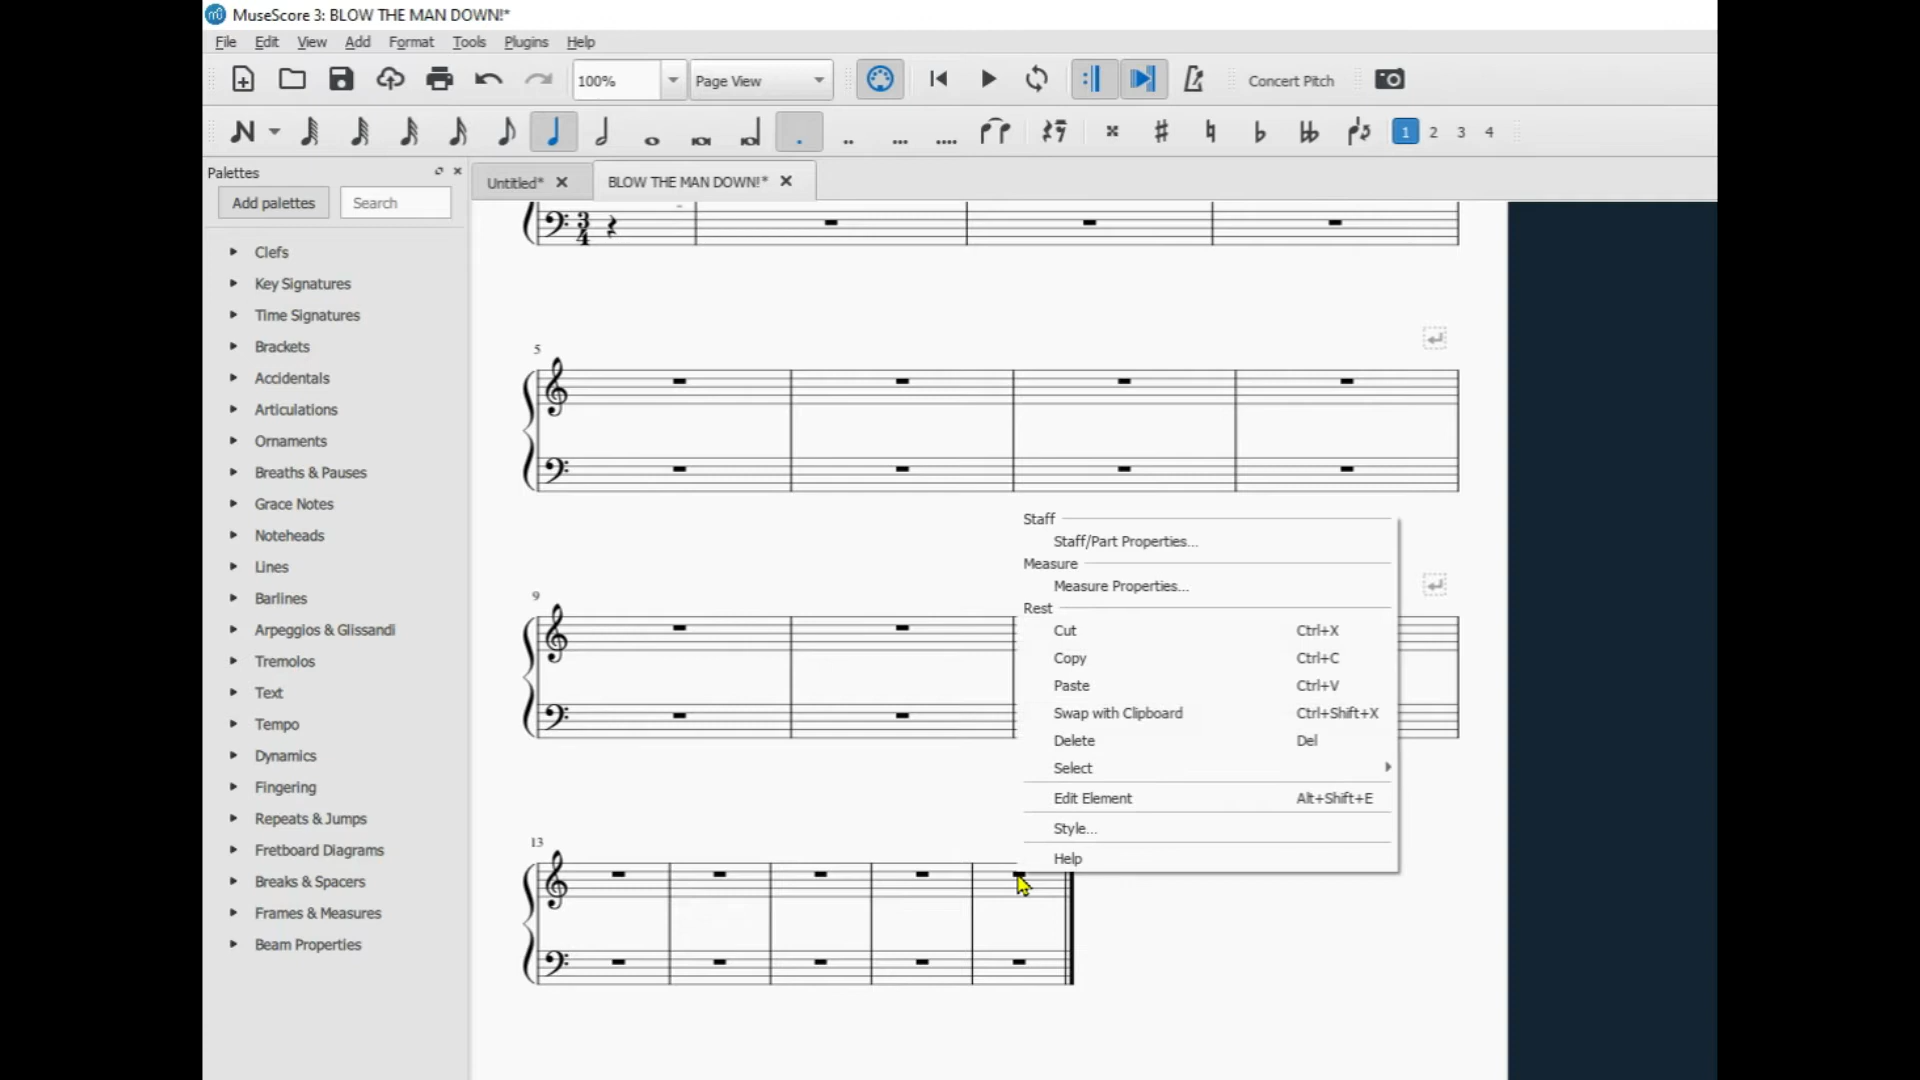 MuseScore 3: BLOW THE MAN DOWN!*
File Edit View Add Format Tools Plugins Help
100% Page View Concert Pitch
1 2 3 4
Palettes
Add palettes Search
Untitled* BLOW THE MAN DOWN!*
Clefs
Key Signatures
Time Signatures
Brackets
Accidentals
Articulations
Ornaments
Breaths & Pauses
Grace Notes
Noteheads
Lines
Barlines
Arpeggios & Glissandi
Tremolos
Text
Tempo
Dynamics
Fingering
Repeats & Jumps
Fretboard Diagrams
Breaks & Spacers
Frames & Measures
Beam Properties
3
4
5
9
13
Staff
Staff/Part Properties...
Measure
Measure Properties...
Rest
Cut Ctrl+X
Copy Ctrl+C
Paste Ctrl+V
Swap with Clipboard Ctrl+Shift+X
Delete Del
Select
Edit Element Alt+Shift+E
Style...
Help